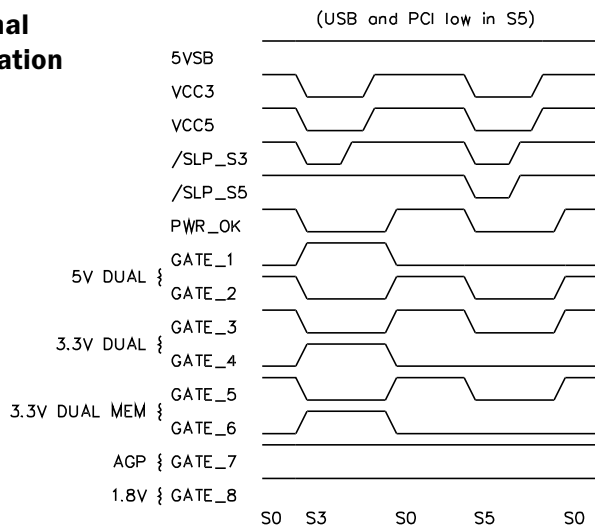 nal
ation
(USB and PCI low in S5)
5VSB
VCC3
VCC5
/SLP_S3
/SLP_S5
PWR_OK
GATE_1
5V DUAL {
GATE_2
GATE_3
3.3V DUAL {
GATE_4
GATE_5
3.3V DUAL MEM {
GATE_6
AGP { GATE_7
1.8V { GATE_8
S0 S3 S0 S5 S0